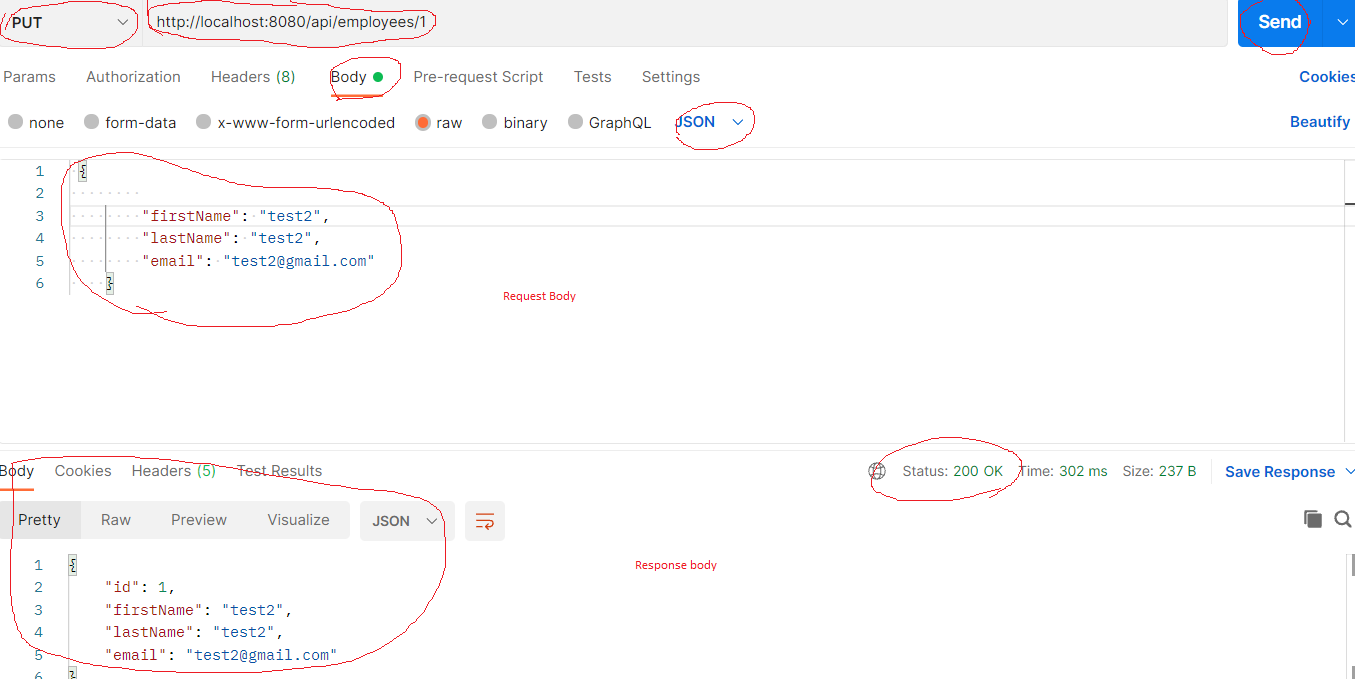 PUT http://localhost:8080/api/employees/1 Send
Params Authorization Headers (8) Body Pre-request Script Tests Settings Cookies
none form-data x-www-form-urlencoded raw binary GraphQL JSON Beautify
1 {
2
3 "firstName": "test2",
4 "lastName": "test2",
5 "email": "test2@gmail.com"
6 }
Request Body
Body Cookies Headers (5) Test Results Status: 200 OK Time: 302 ms Size: 237 B Save Response
Pretty Raw Preview Visualize JSON
1 {
Response body
2 "id": 1,
3 "firstName": "test2",
4 "lastName": "test2",
5 "email": "test2@gmail.com"
6 }